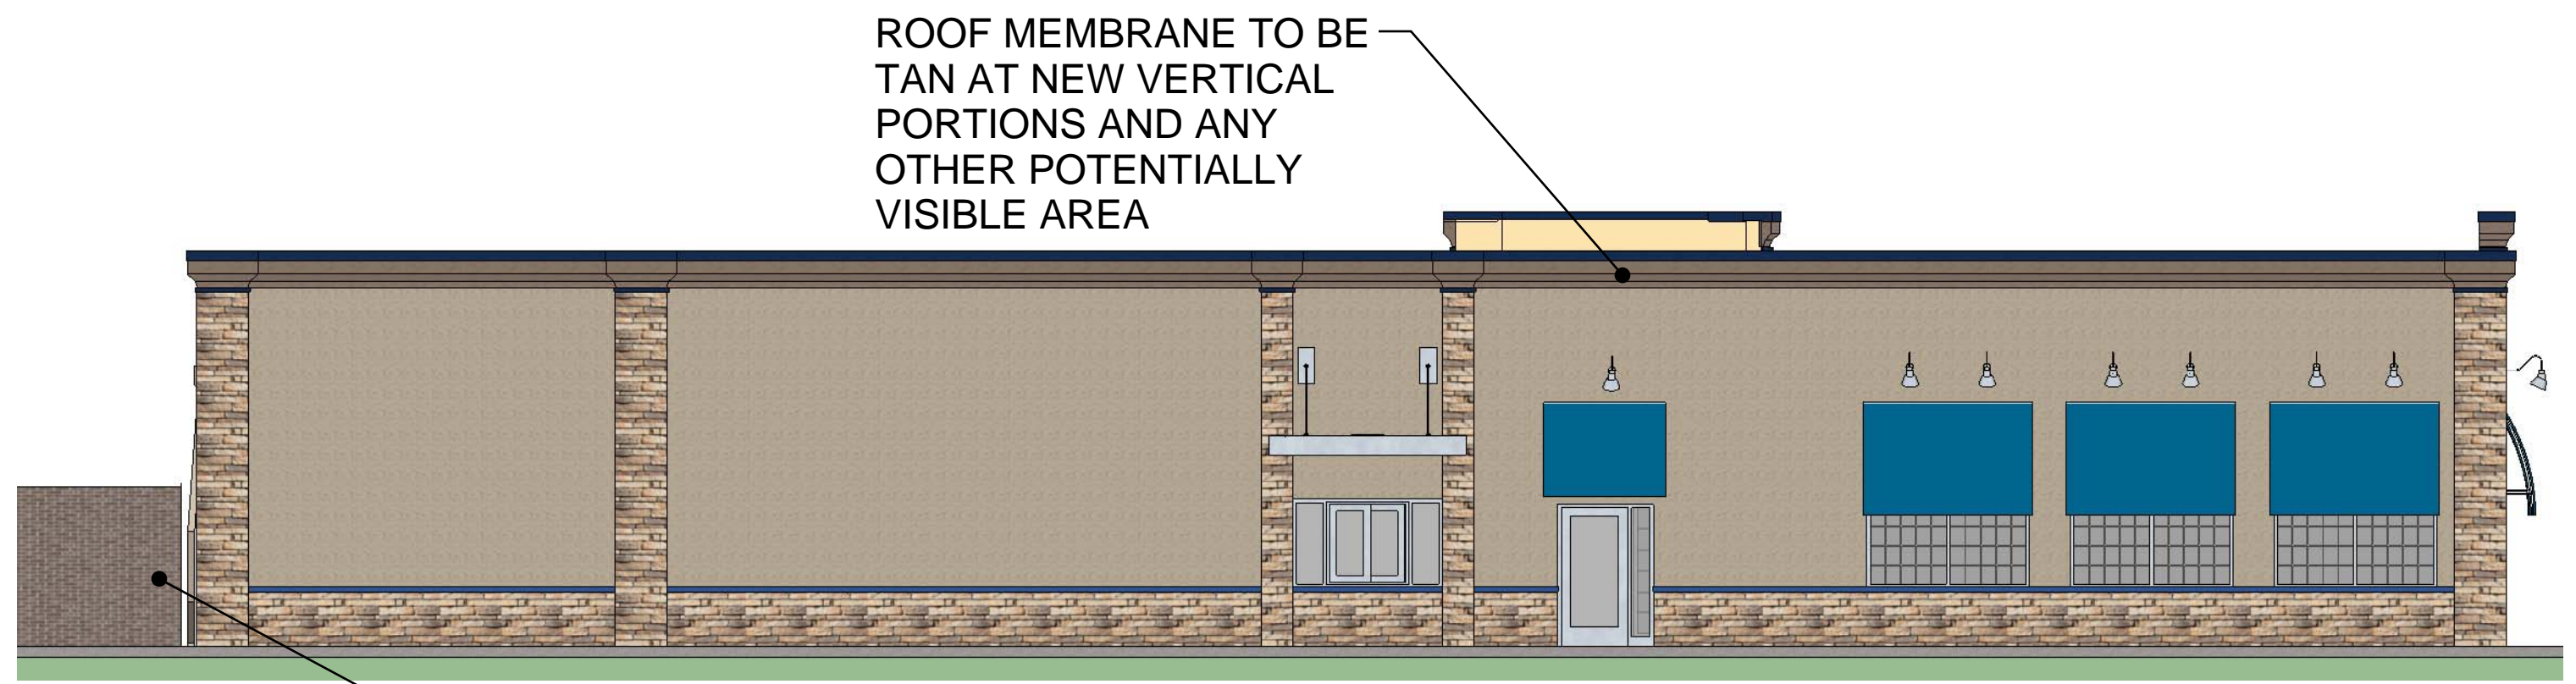 ROOF MEMBRANE TO BE
TAN AT NEW VERTICAL
PORTIONS AND ANY
OTHER POTENTIALLY
VISIBLE AREA